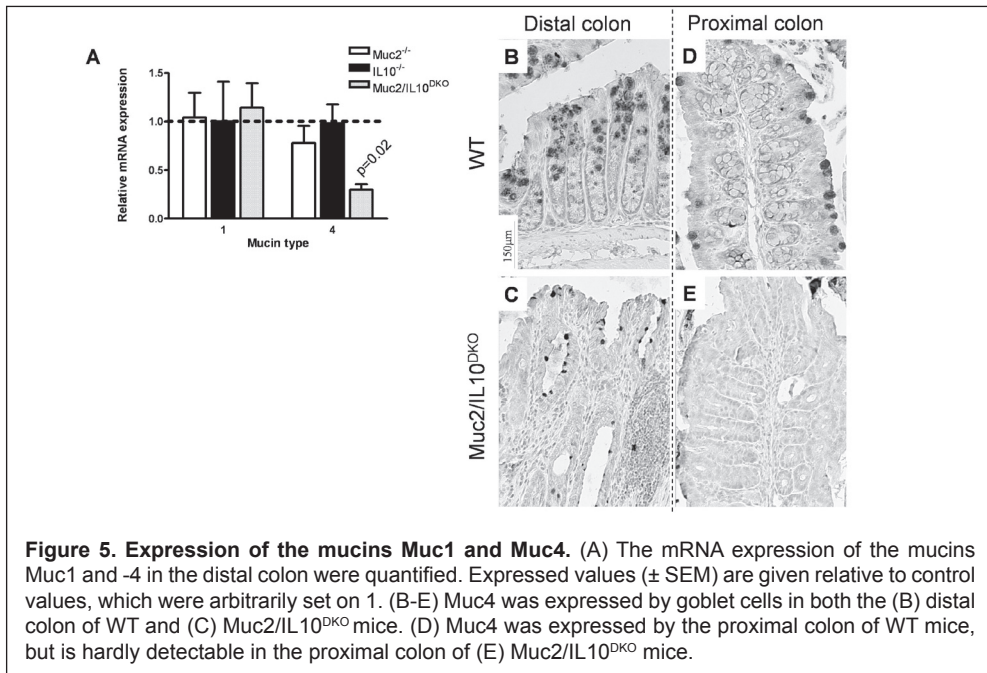 Distal colon Proximal colon
A
Muc2-/-
IL10-/-
Muc2/IL10DKO
B
D
1.5
1.0
0.5
0.0
Relative mRNA expression
p=0.02
1 4
Mucin type
WT
150µm
C
E
Muc2/IL10DKO
Figure 5. Expression of the mucins Muc1 and Muc4. (A) The mRNA expression of the mucins
Muc1 and -4 in the distal colon were quantified. Expressed values (± SEM) are given relative to control
values, which were arbitrarily set on 1. (B-E) Muc4 was expressed by goblet cells in both the (B) distal
colon of WT and (C) Muc2/IL10DKO mice. (D) Muc4 was expressed by the proximal colon of WT mice,
but is hardly detectable in the proximal colon of (E) Muc2/IL10DKO mice.